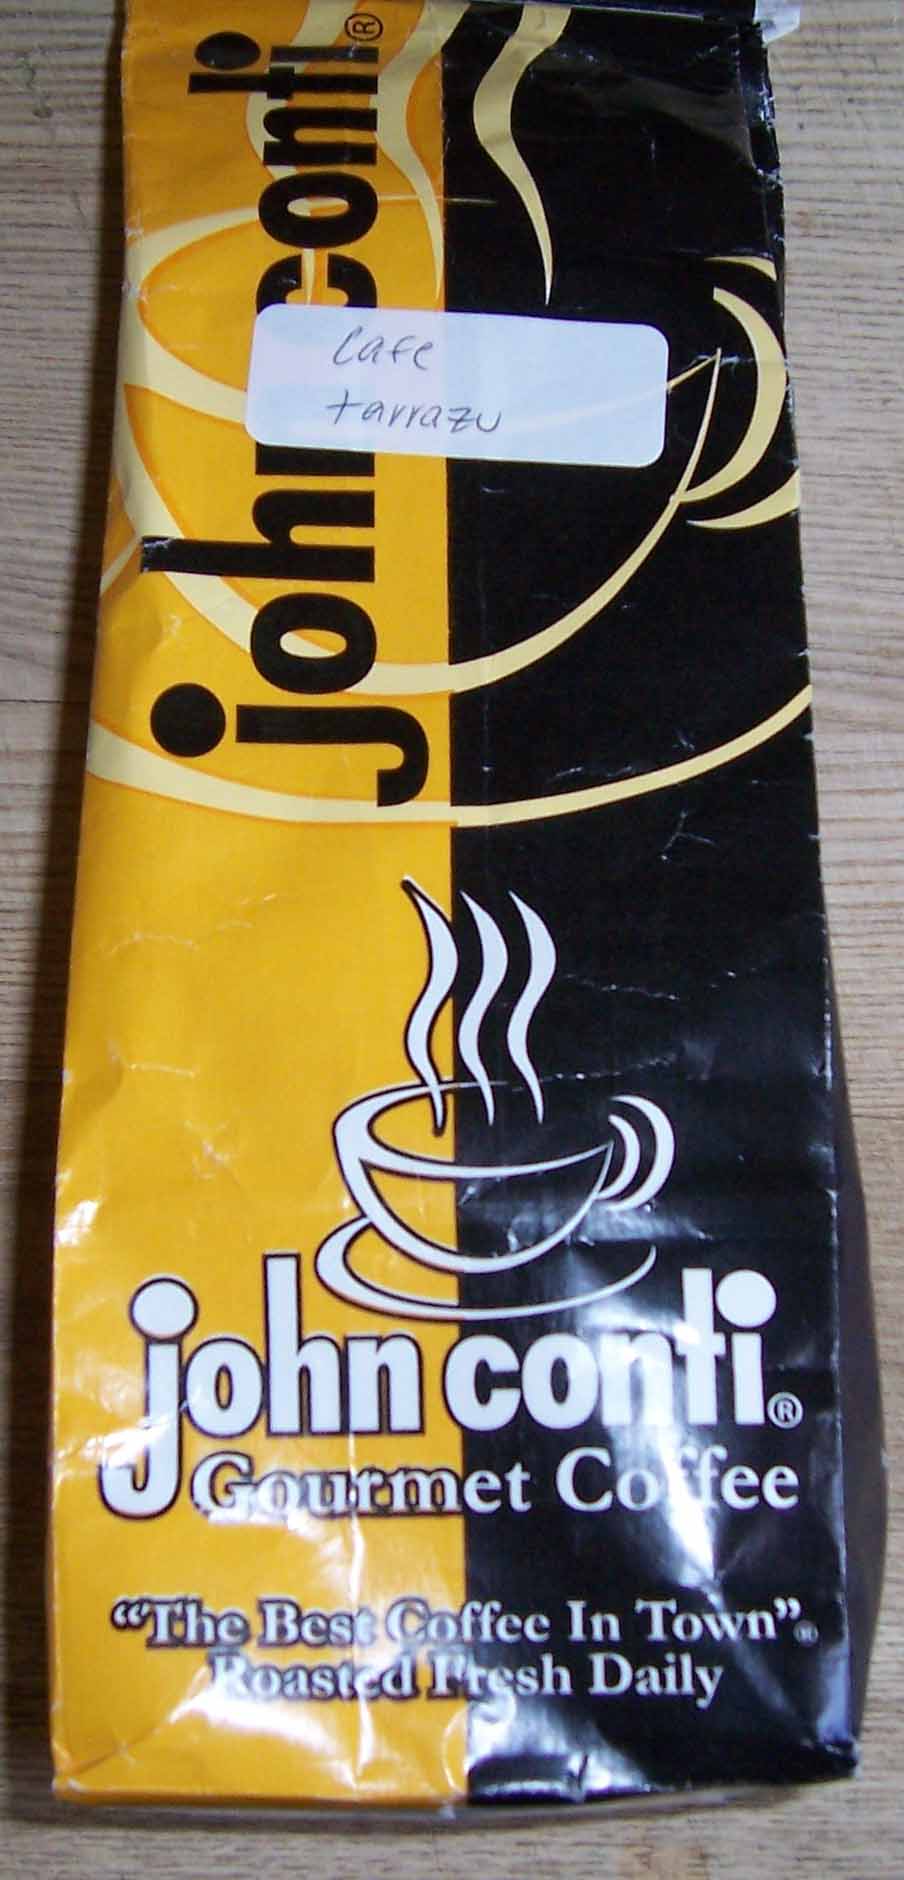 john conti®
Cafe
tarrazu
john conti®
Gourmet Coffee
“The Best Coffee In Town”®
Roasted Fresh Daily